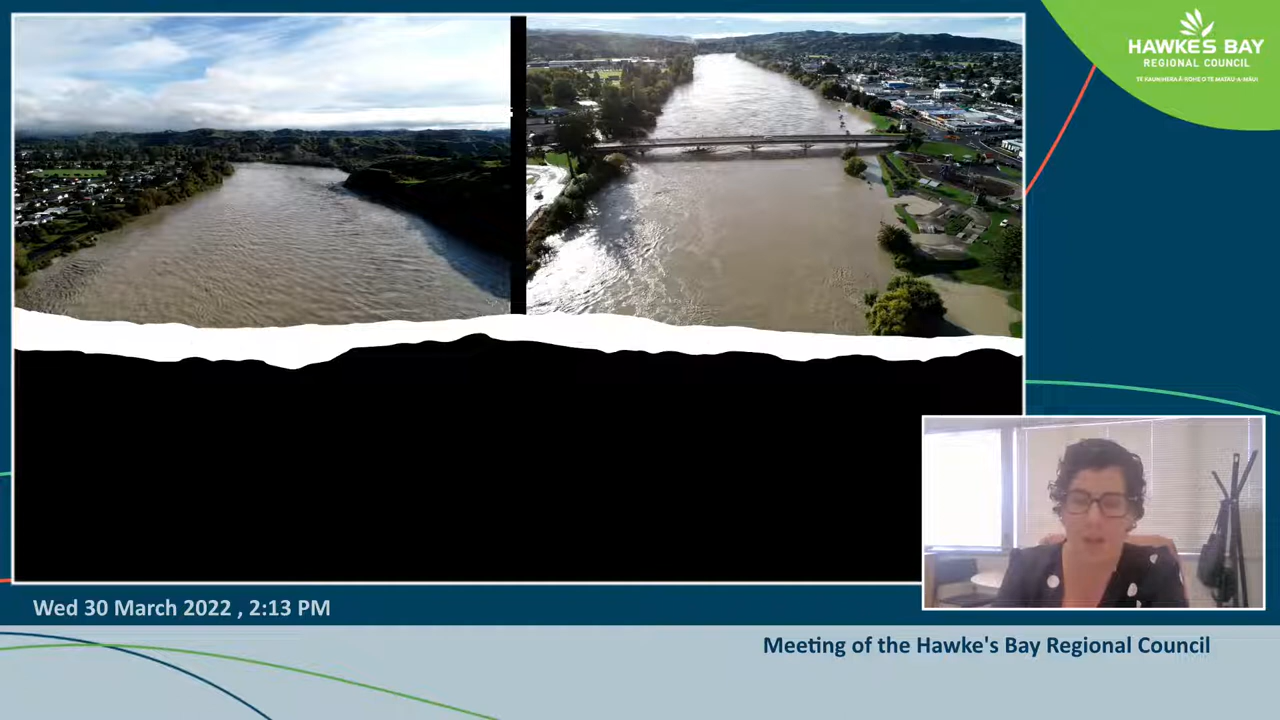 HAWKE'S BAY
REGIONAL COUNCIL
Wed 30 March 2022 , 2:13 PM
Meeting of the Hawke's Bay Regional Council